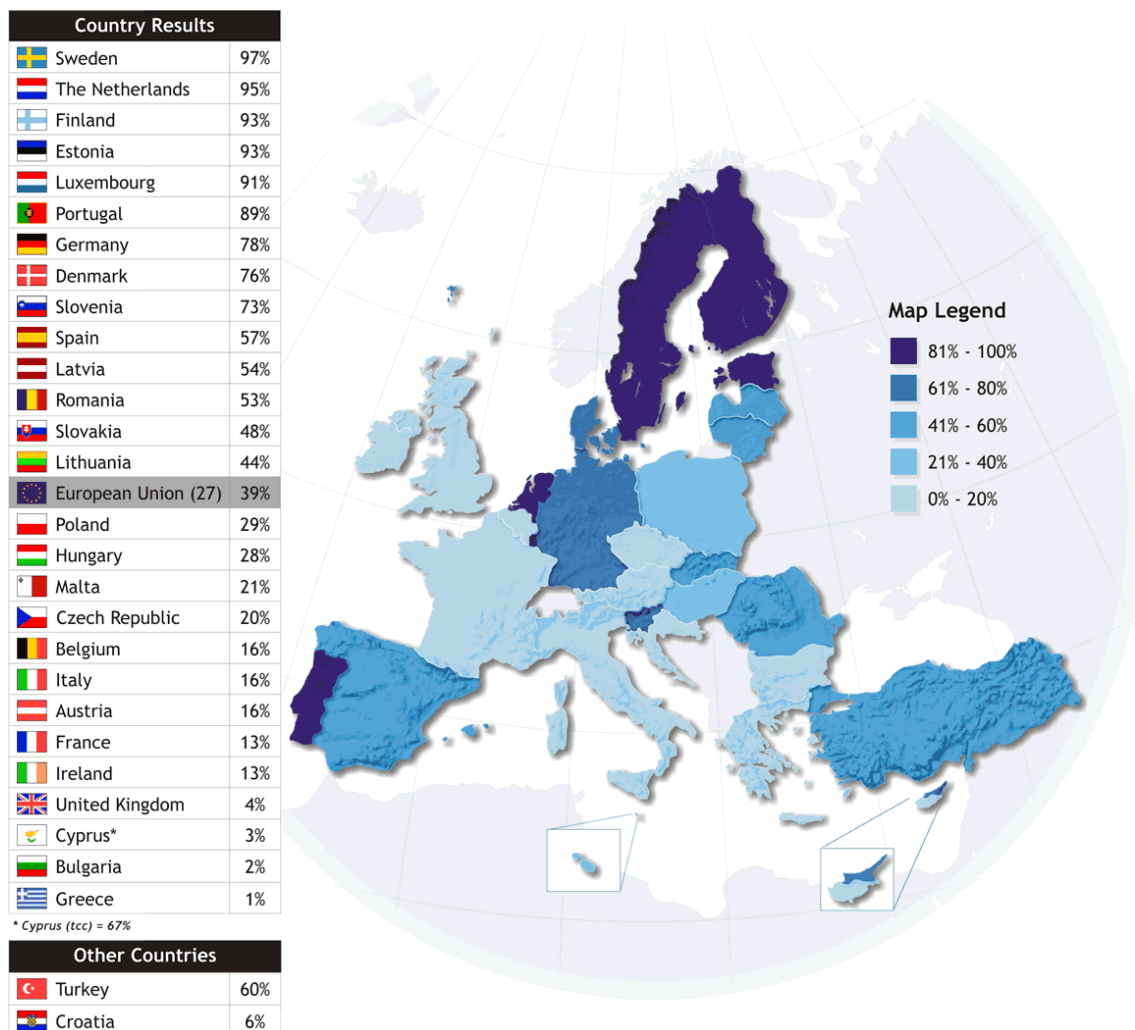 Country Results
Sweden 97%
The Netherlands 95%
Finland 93%
Estonia 93%
Luxembourg 91%
Portugal 89%
Germany 78%
Denmark 76%
Slovenia 73%
Spain 57%
Latvia 54%
Romania 53%
Slovakia 48%
Lithuania 44%
European Union (27) 39%
Poland 29%
Hungary 28%
Malta 21%
Czech Republic 20%
Belgium 16%
Italy 16%
Austria 16%
France 13%
Ireland 13%
United Kingdom 4%
Cyprus* 3%
Bulgaria 2%
Greece 1%
* Cyprus (tcc) = 67%
Other Countries
Turkey 60%
Croatia 6%
Map Legend
81% - 100%
61% - 80%
41% - 60%
21% - 40%
0% - 20%